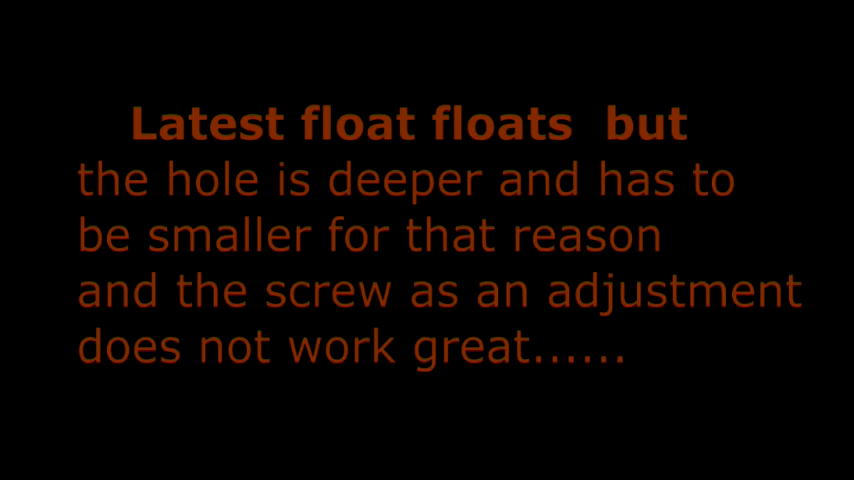 Latest float floats but
the hole is deeper and has to
be smaller for that reason
and the screw as an adjustment
does not work great......